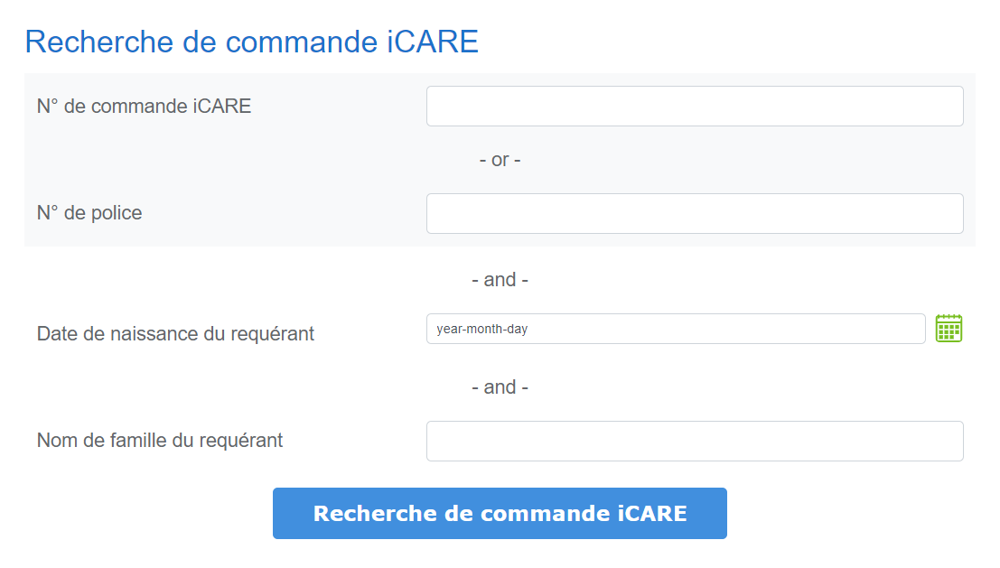 Recherche de commande iCARE
N° de commande iCARE
- or -
N° de police
- and -
Date de naissance du requérant
year-month-day
- and -
Nom de famille du requérant
Recherche de commande iCARE